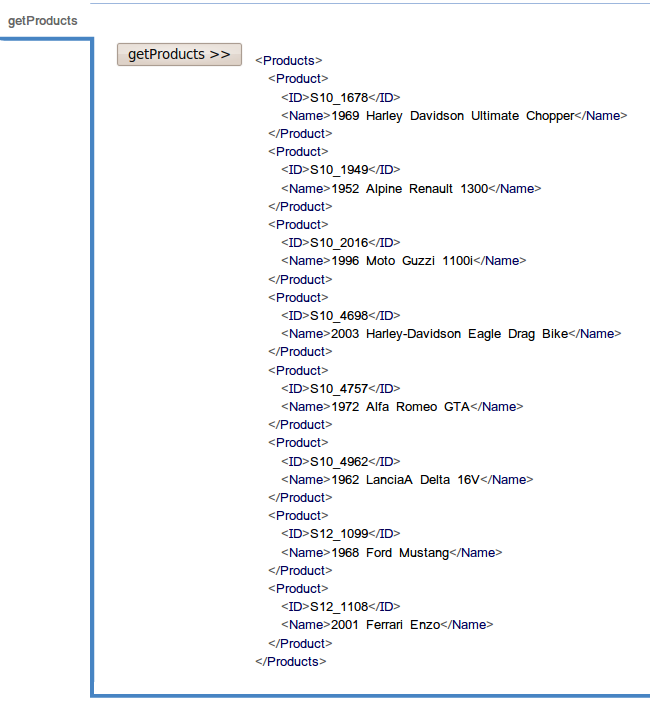 getProducts
getProducts >>
<Products>
<Product>
<ID>S10_1678</ID>
<Name>1969 Harley Davidson Ultimate Chopper</Name>
</Product>
<Product>
<ID>S10_1949</ID>
<Name>1952 Alpine Renault 1300</Name>
</Product>
<Product>
<ID>S10_2016</ID>
<Name>1996 Moto Guzzi 1100i</Name>
</Product>
<Product>
<ID>S10_4698</ID>
<Name>2003 Harley-Davidson Eagle Drag Bike</Name>
</Product>
<Product>
<ID>S10_4757</ID>
<Name>1972 Alfa Romeo GTA</Name>
</Product>
<Product>
<ID>S10_4962</ID>
<Name>1962 LanciaA Delta 16V</Name>
</Product>
<Product>
<ID>S12_1099</ID>
<Name>1968 Ford Mustang</Name>
</Product>
<Product>
<ID>S12_1108</ID>
<Name>2001 Ferrari Enzo</Name>
</Product>
</Products>